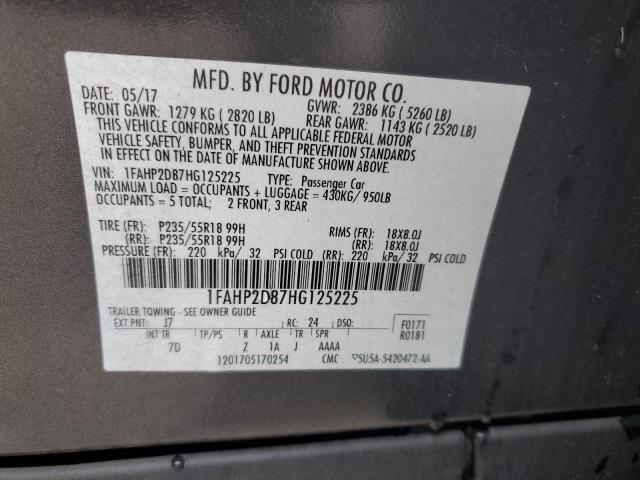 MFD. BY FORD MOTOR CO.
DATE: 05/17 GVWR: 2386 KG ( 5260 LB)
FRONT GAWR: 1279 KG ( 2820 LB) REAR GAWR: 1143 KG ( 2520 LB)
THIS VEHICLE CONFORMS TO ALL APPLICABLE FEDERAL MOTOR
VEHICLE SAFETY, BUMPER, AND THEFT PREVENTION STANDARDS
IN EFFECT ON THE DATE OF MANUFACTURE SHOWN ABOVE.
VIN: 1FAHP2D87HG125225 TYPE: Passenger Car
MAXIMUM LOAD = OCCUPANTS + LUGGAGE = 430KG/ 950LB
OCCUPANTS = 5 TOTAL; 2 FRONT, 3 REAR
TIRE (FR): P235/55R18 99H RIMS (FR): 18X8.0J
(RR): P235/55R18 99H (RR): 18X8.0J
PRESSURE (FR): 220 kPa/ 32 PSI COLD (RR): 220 kPa/ 32 PSI COLD
1FAHP2D87HG125225
TRAILER TOWING - SEE OWNER GUIDE
EXT PNT: J7 RC: 24 DSO: F0171
INT TR TP/PS R AXLE TR SPR R0181
7D Z 1A J AAAA
1201705170254 CMC ▽5U5A-5420472-AA